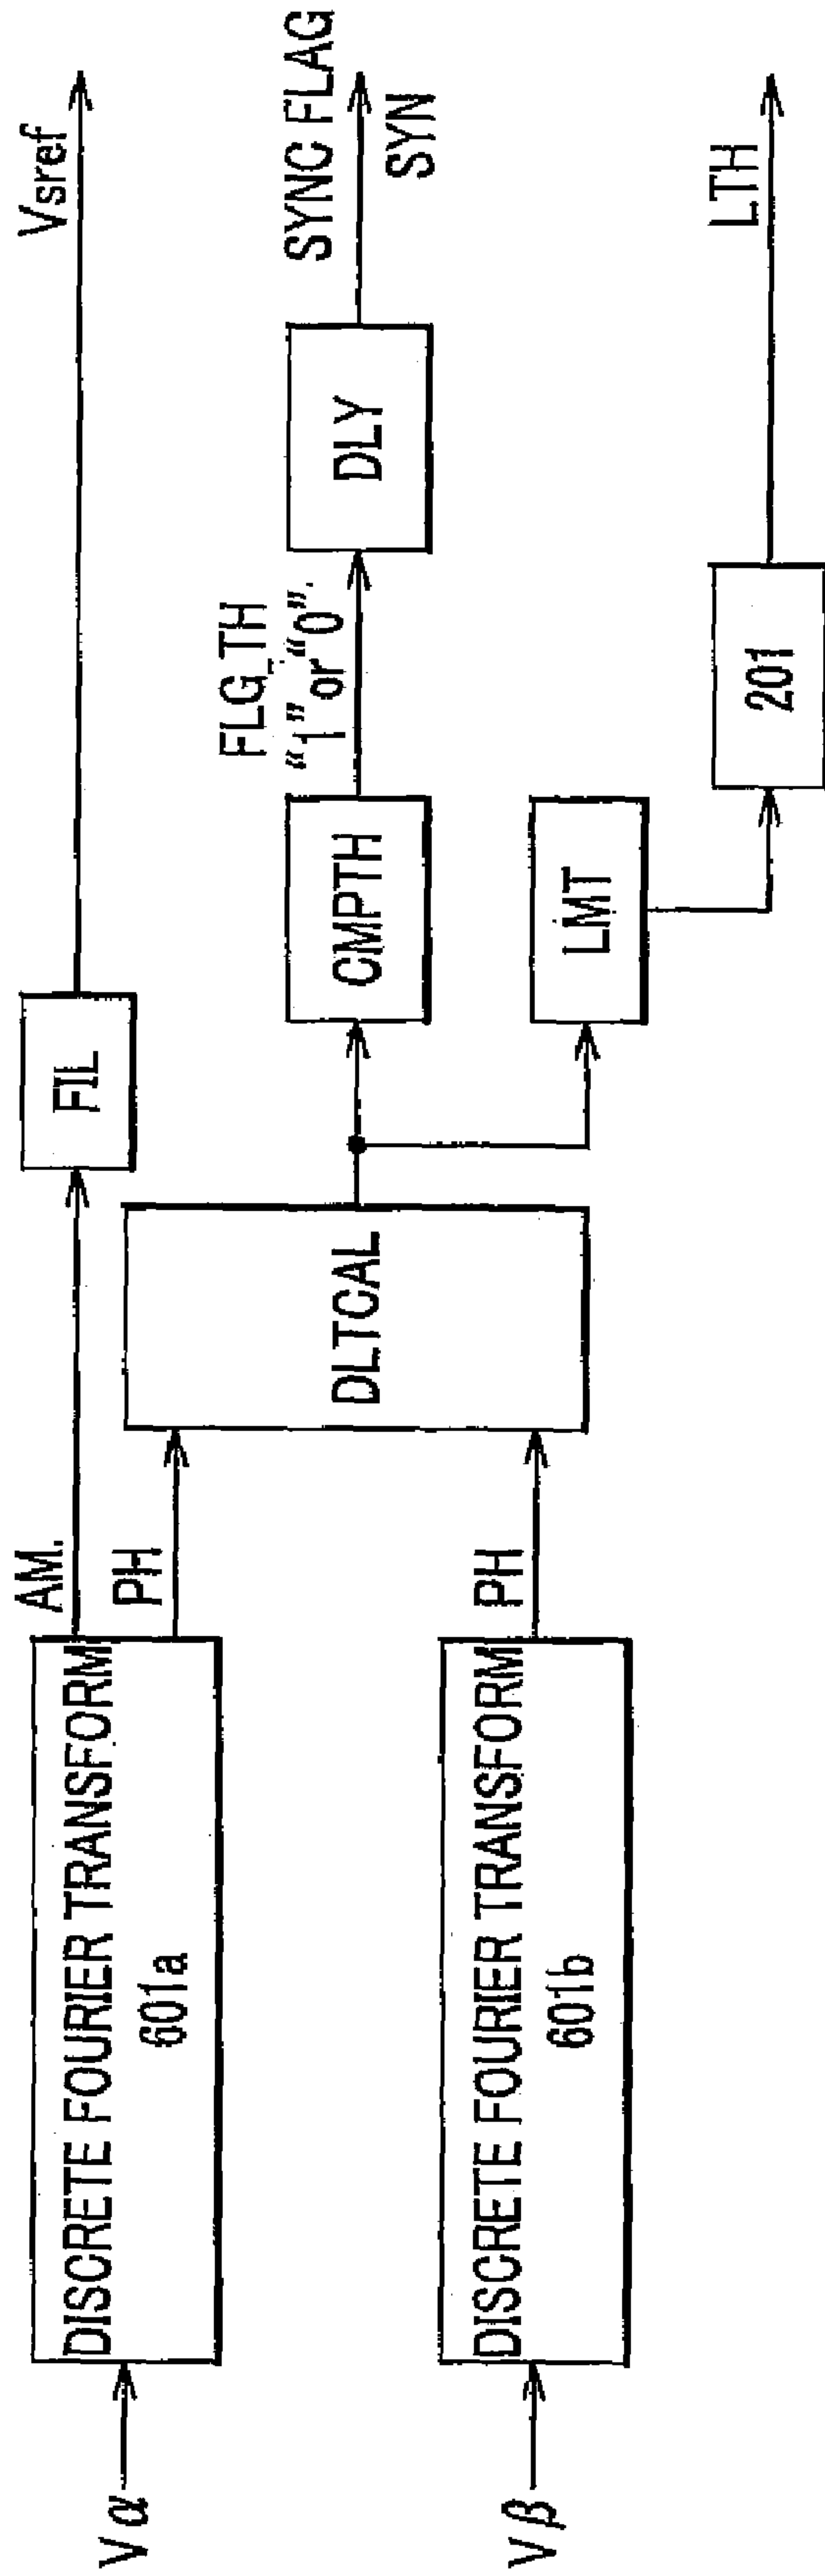 Vα
DISCRETE FOURIER TRANSFORM
601a
AM.
PH
FIL
Vsref
Vβ
DISCRETE FOURIER TRANSFORM
601b
PH
DLTCAL
CMPTH
FLG_TH
“1” or “0”
DLY
SYNC FLAG
SYN
LMT
201
LTH